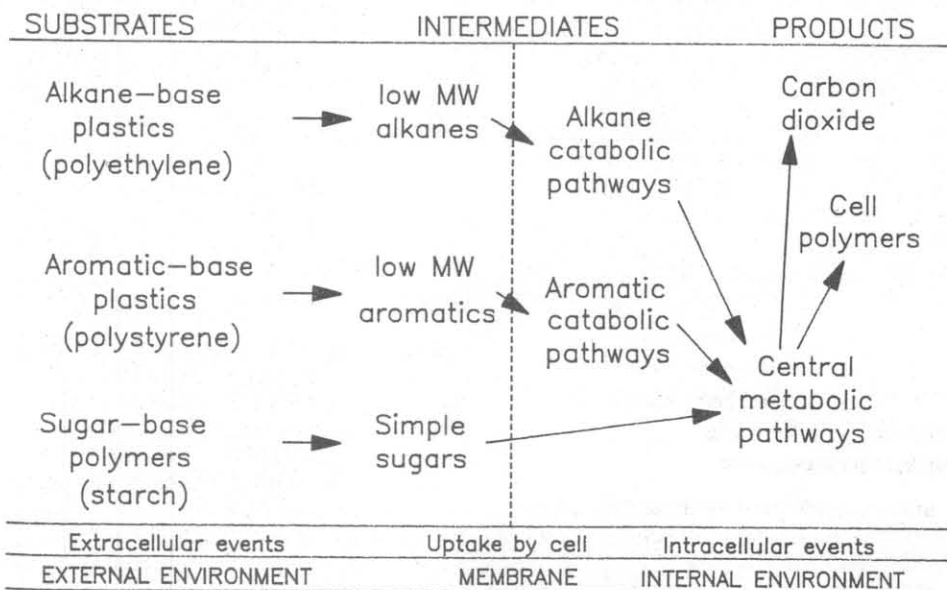 SUBSTRATES INTERMEDIATES PRODUCTS
Alkane-base
plastics
(polyethylene)
low MW
alkanes
Alkane
catabolic
pathways
Carbon
dioxide
Cell
polymers
Aromatic-base
plastics
(polystyrene)
low MW
aromatics
Aromatic
catabolic
pathways
Central
metabolic
pathways
Sugar-base
polymers
(starch)
Simple
sugars
Extracellular events Uptake by cell Intracellular events
EXTERNAL ENVIRONMENT MEMBRANE INTERNAL ENVIRONMENT